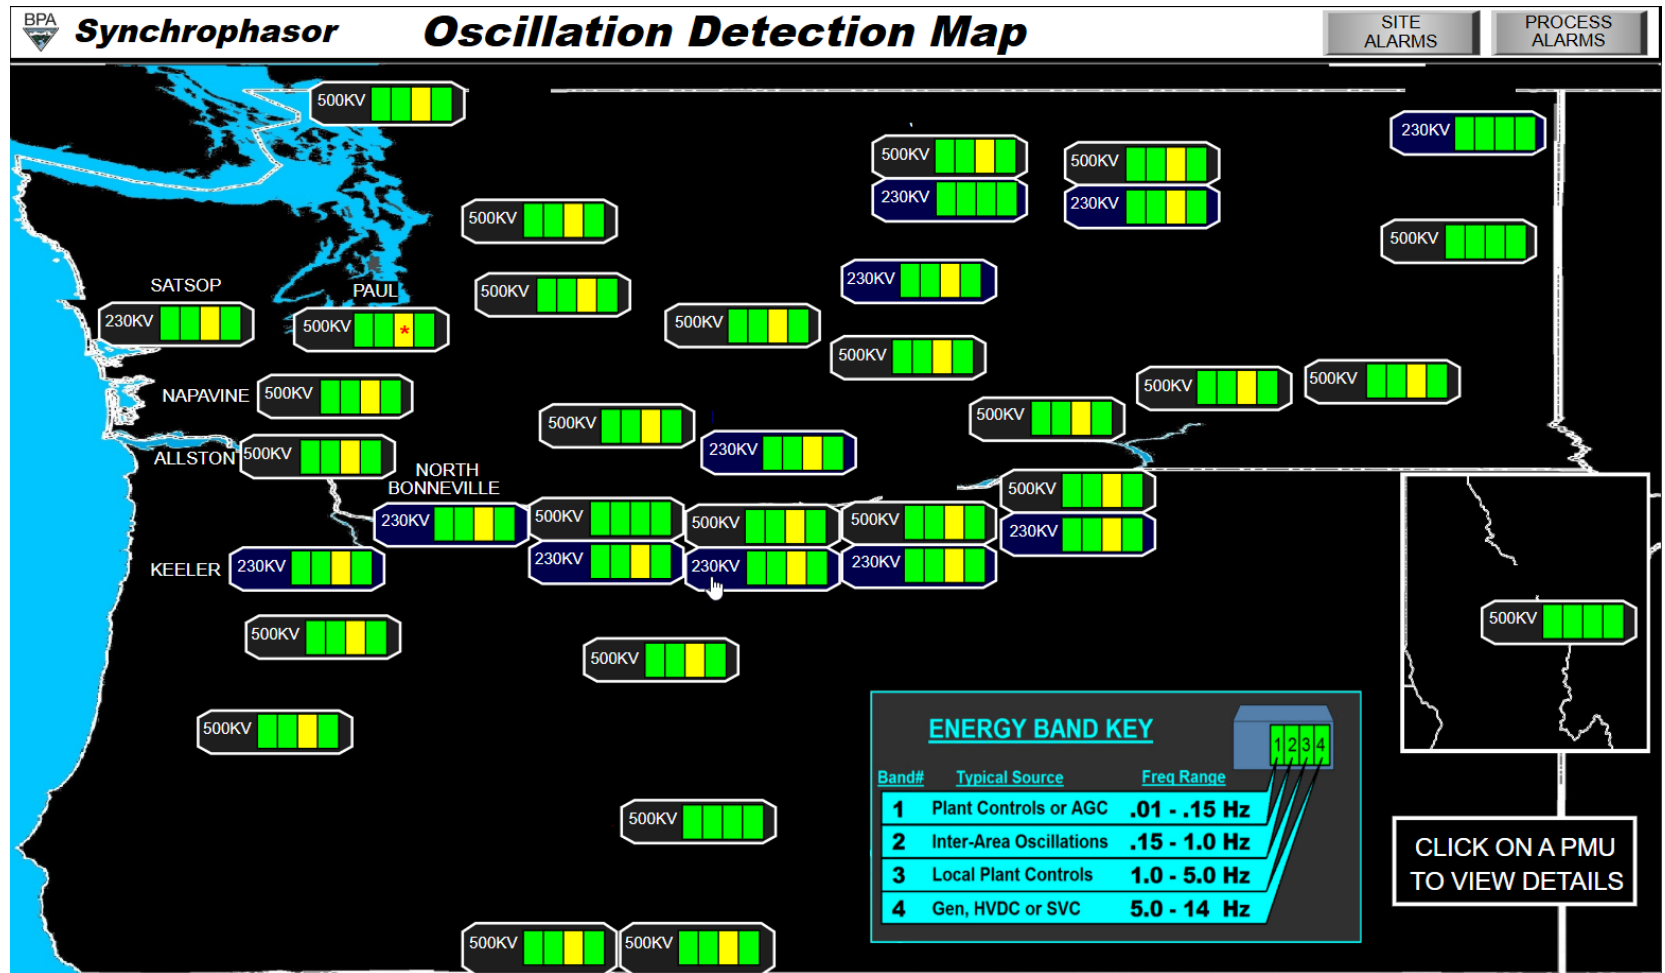 BPA
Synchrophasor
Oscillation Detection Map
SITE
ALARMS
PROCESS
ALARMS
500KV
230KV
500KV
500KV
230KV
230KV
500KV
500KV
230KV
500KV
SATSOP
PAUL
230KV
500KV
500KV
500KV
NAPAVINE
500KV
500KV
500KV
500KV
500KV
230KV
ALLSTON
500KV
NORTH
BONNEVILLE
230KV
500KV
500KV
500KV
500KV
230KV
KEELER
230KV
230KV
230KV
230KV
500KV
500KV
500KV
500KV
500KV
500KV
500KV
ENERGY BAND KEY
1 2 3 4
Band# Typical Source Freq Range
1 Plant Controls or AGC .01 - .15 Hz
2 Inter-Area Oscillations .15 - 1.0 Hz
3 Local Plant Controls 1.0 - 5.0 Hz
4 Gen, HVDC or SVC 5.0 - 14 Hz
CLICK ON A PMU
TO VIEW DETAILS